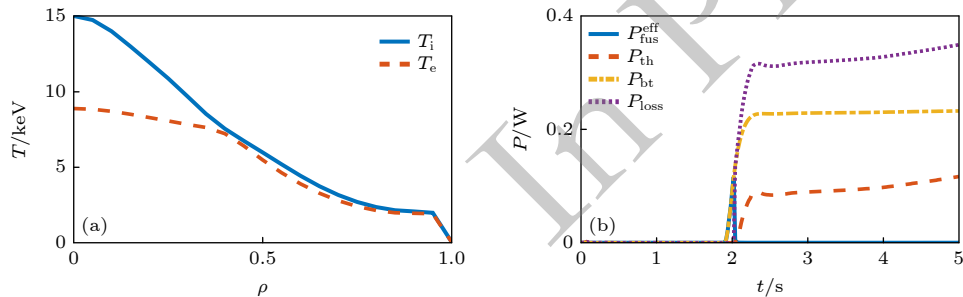 15
10
5
0
T/keV
T_i
T_e
(a)
0
0.5
1.0
ρ
0.4
0.2
0
P/W
P_fus^eff
P_th
P_bt
P_loss
(b)
0
1
2
3
4
5
t/s
In P